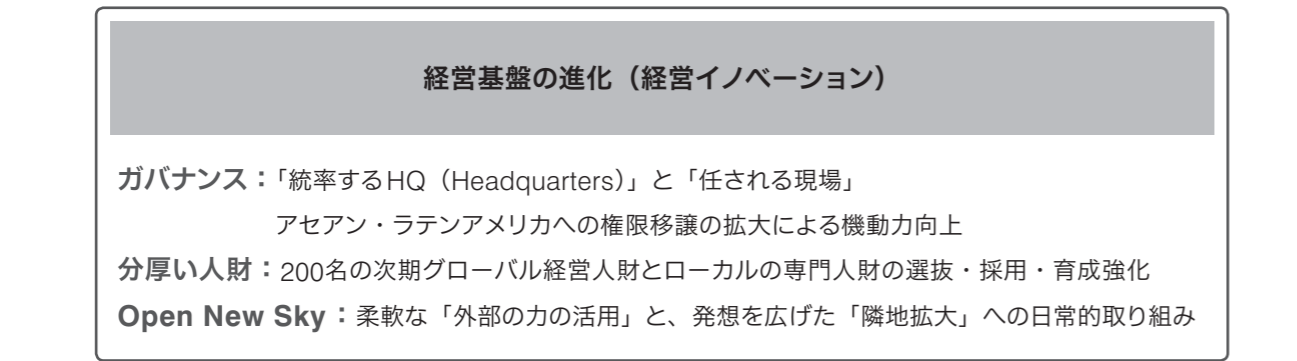 経営基盤の進化（経営イノベーション）
ガバナンス：「統率するHQ（Headquarters）」と「任される現場」
アセアン・ラテンアメリカへの権限移譲の拡大による機動力向上
分厚い人財：200名の次期グローバル経営人財とローカルの専門人財の選抜・採用・育成強化
Open New Sky：柔軟な「外部の力の活用」と、発想を広げた「隣地拡大」への日常的取り組み